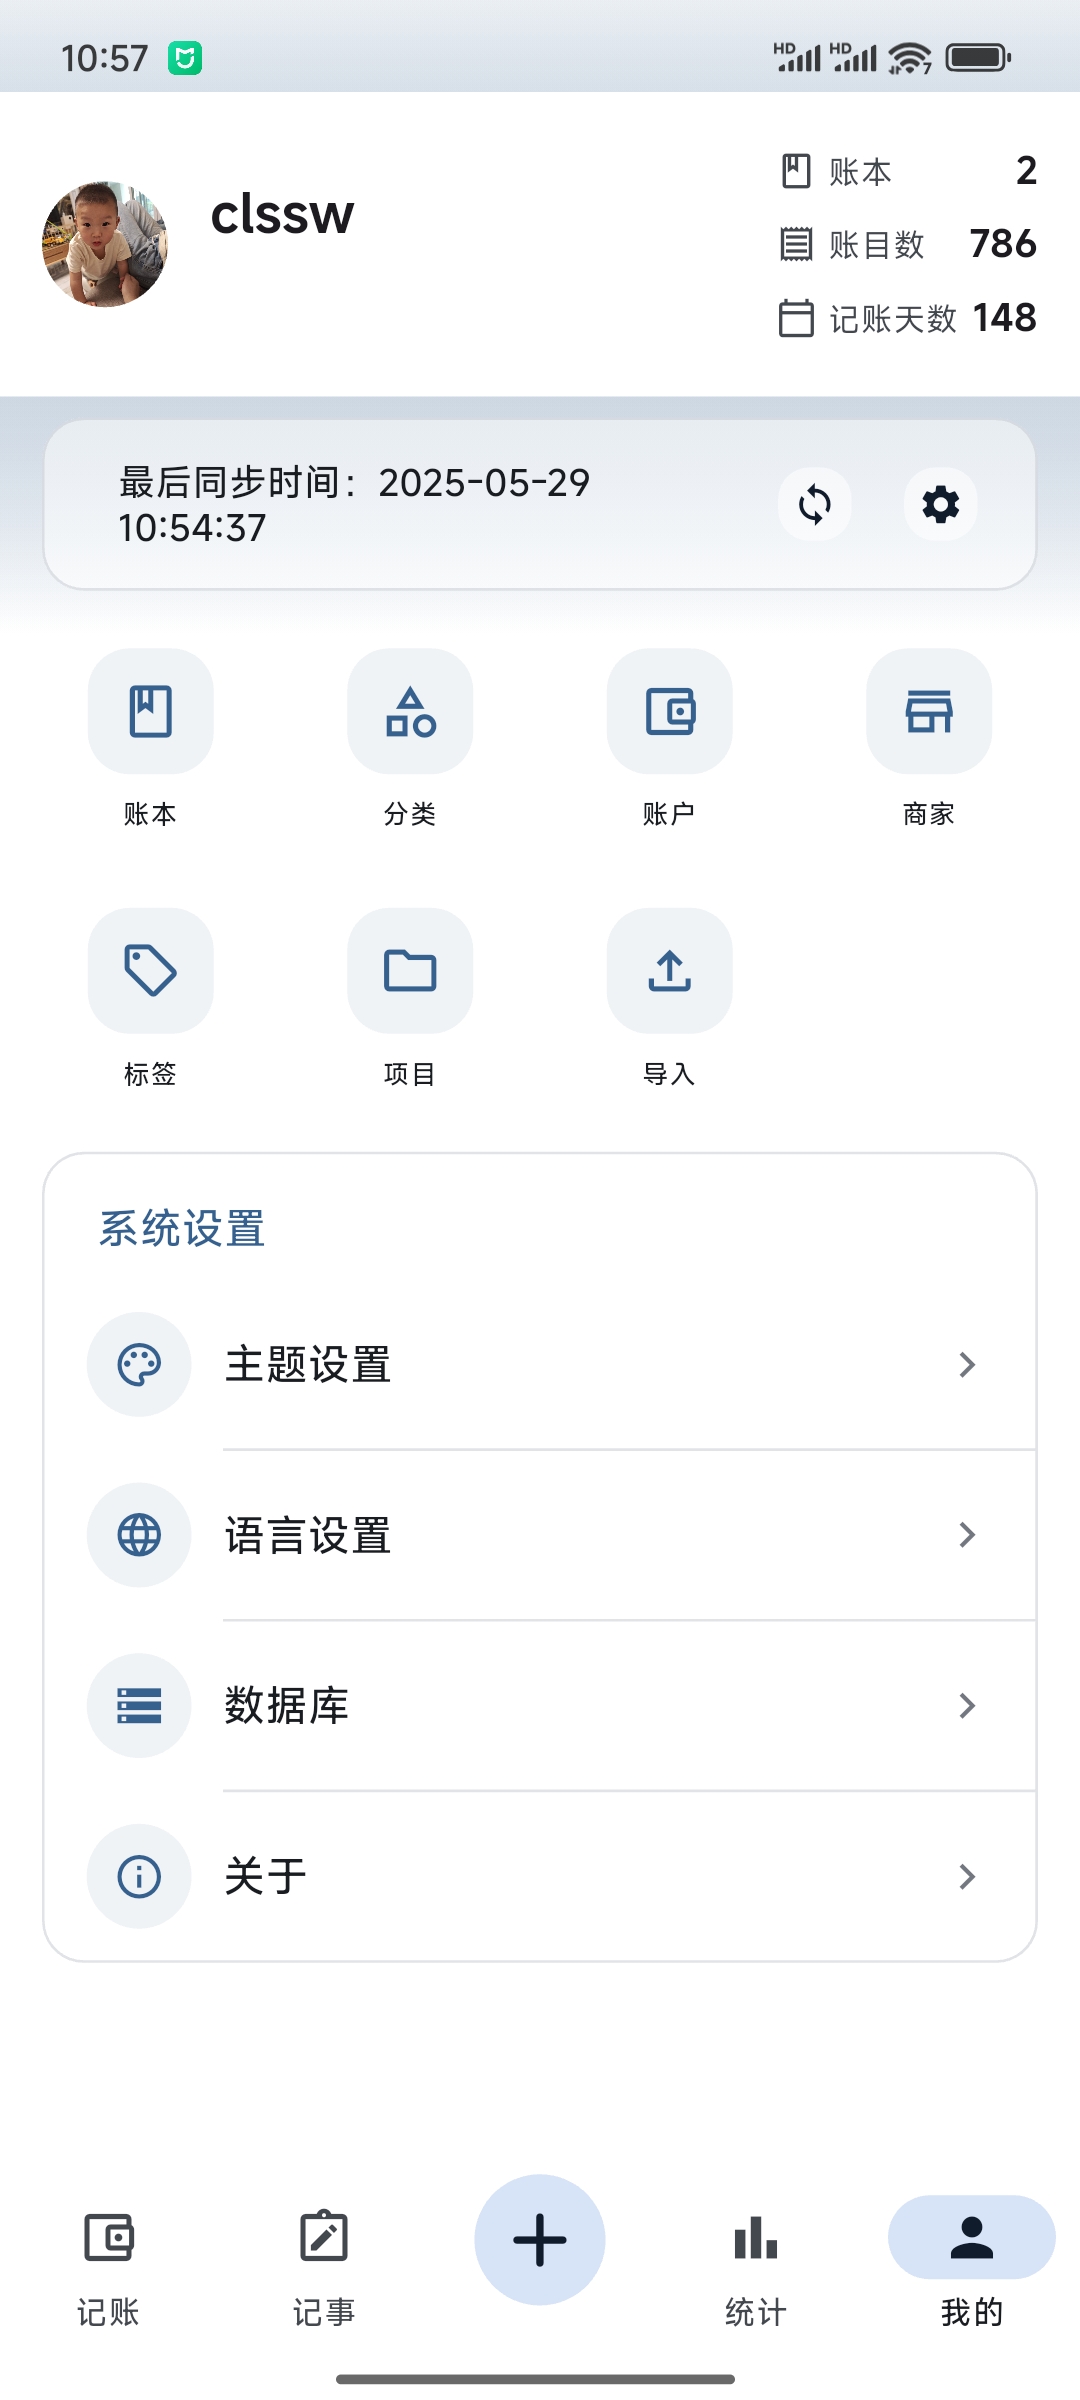 10:57
HD HD 7
clssw
账本 2
账目数 786
记账天数 148
最后同步时间：2025-05-29
10:54:37
账本 分类 账户 商家
标签 项目 导入
系统设置
主题设置
语言设置
数据库
关于
记账 记事 统计 我的